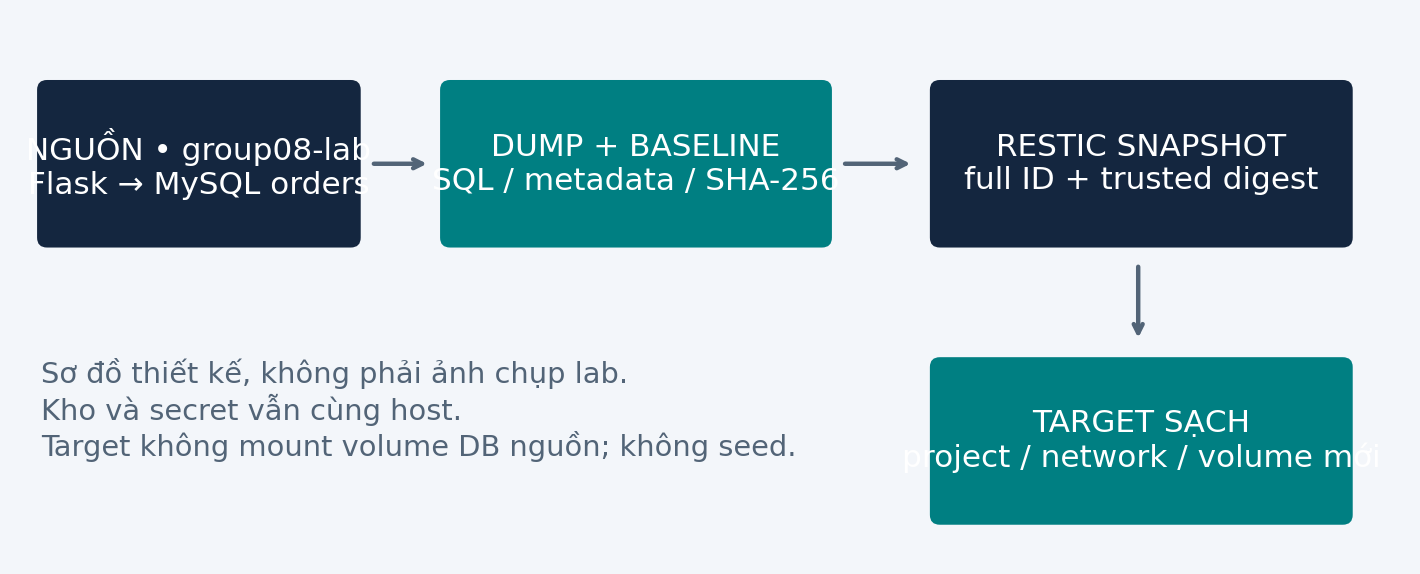 NGUỒN • group08-lab
Flask → MySQL orders
DUMP + BASELINE
SQL / metadata / SHA-256
RESTIC SNAPSHOT
full ID + trusted digest
Sơ đồ thiết kế, không phải ảnh chụp lab.
Kho và secret vẫn cùng host.
Target không mount volume DB nguồn; không seed.
TARGET SẠCH
project / network / volume mới